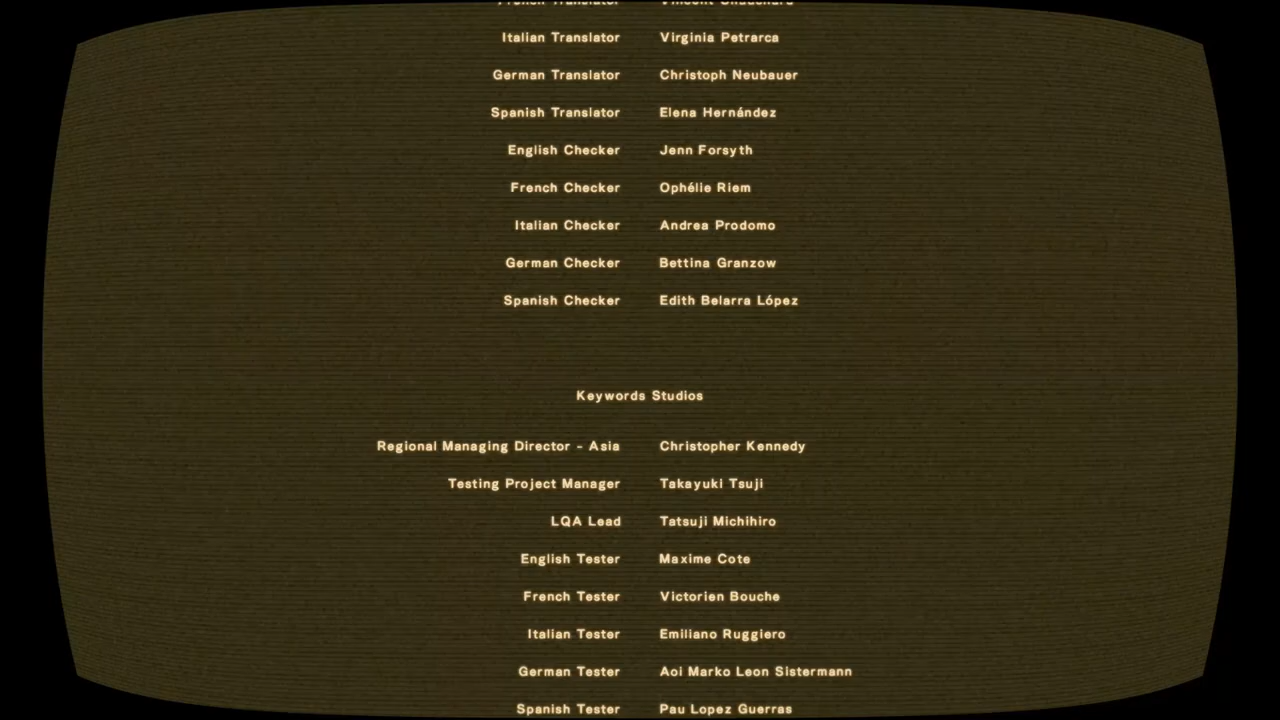 Italian Translator Virginia Petrarca
German Translator Christoph Neubauer
Spanish Translator Elena Hernández
English Checker Jenn Forsyth
French Checker Ophélie Riem
Italian Checker Andrea Prodomo
German Checker Bettina Granzow
Spanish Checker Edith Belarra López
Keywords Studios
Regional Managing Director - Asia Christopher Kennedy
Testing Project Manager Takayuki Tsuji
LQA Lead Tatsuji Michihiro
English Tester Maxime Cote
French Tester Victorien Bouche
Italian Tester Emiliano Ruggiero
German Tester Aoi Marko Leon Sistermann
Spanish Tester Pau Lopez Guerras